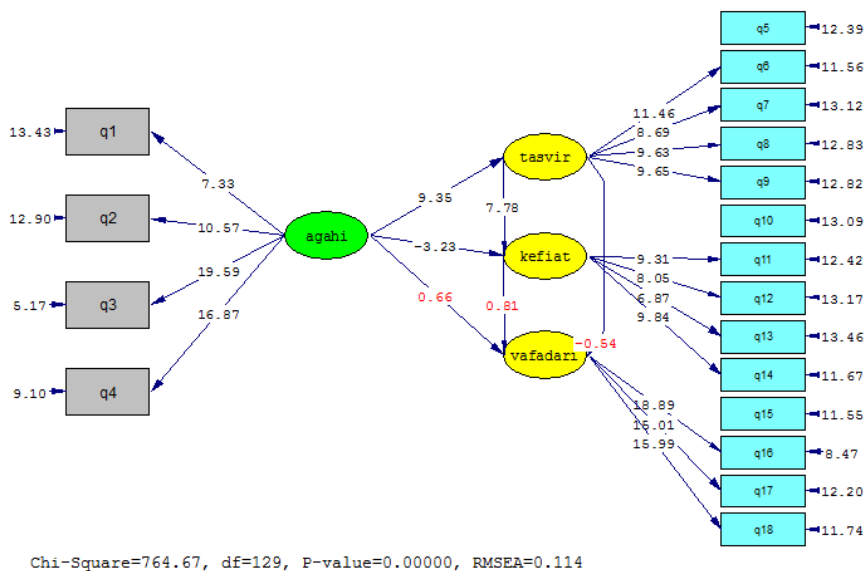 13.43 q1
12.90 q2
5.17 q3
9.10 q4
7.33
10.57
19.59
16.87
agahi
9.35
-3.23
0.66
tasvir
7.78
kefiat
0.81
vafadari
-0.54
11.46
8.69
9.63
9.65
9.31
8.05
6.87
9.84
18.89
15.01
15.99
q5 12.39
q6 11.56
q7 13.12
q8 12.83
q9 12.82
q10 13.09
q11 12.42
q12 13.17
q13 13.46
q14 11.67
q15 11.55
q16 8.47
q17 12.20
q18 11.74
Chi-Square=764.67, df=129, P-value=0.00000, RMSEA=0.114